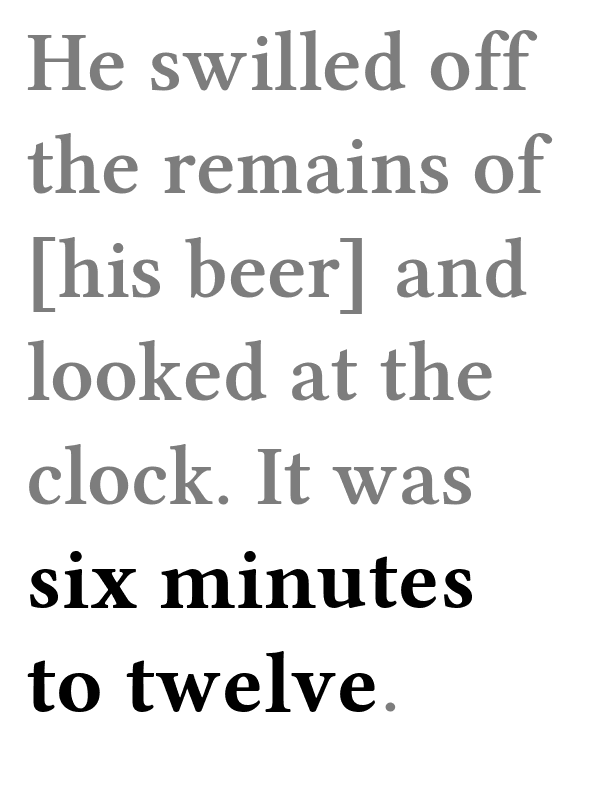 He swilled off
the remains of
[his beer] and
looked at the
clock. It was
six minutes
to twelve.